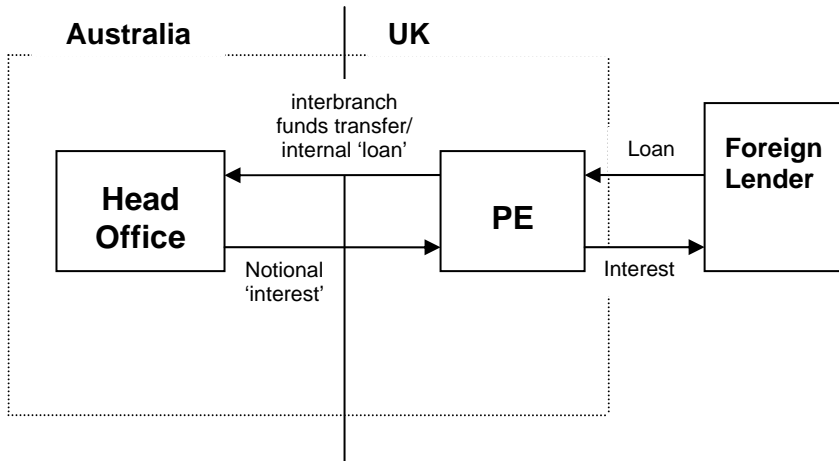 Australia
UK
interbranch
funds transfer/
internal ‘loan’
Loan
Foreign
Lender
Head
Office
PE
Notional
‘interest’
Interest